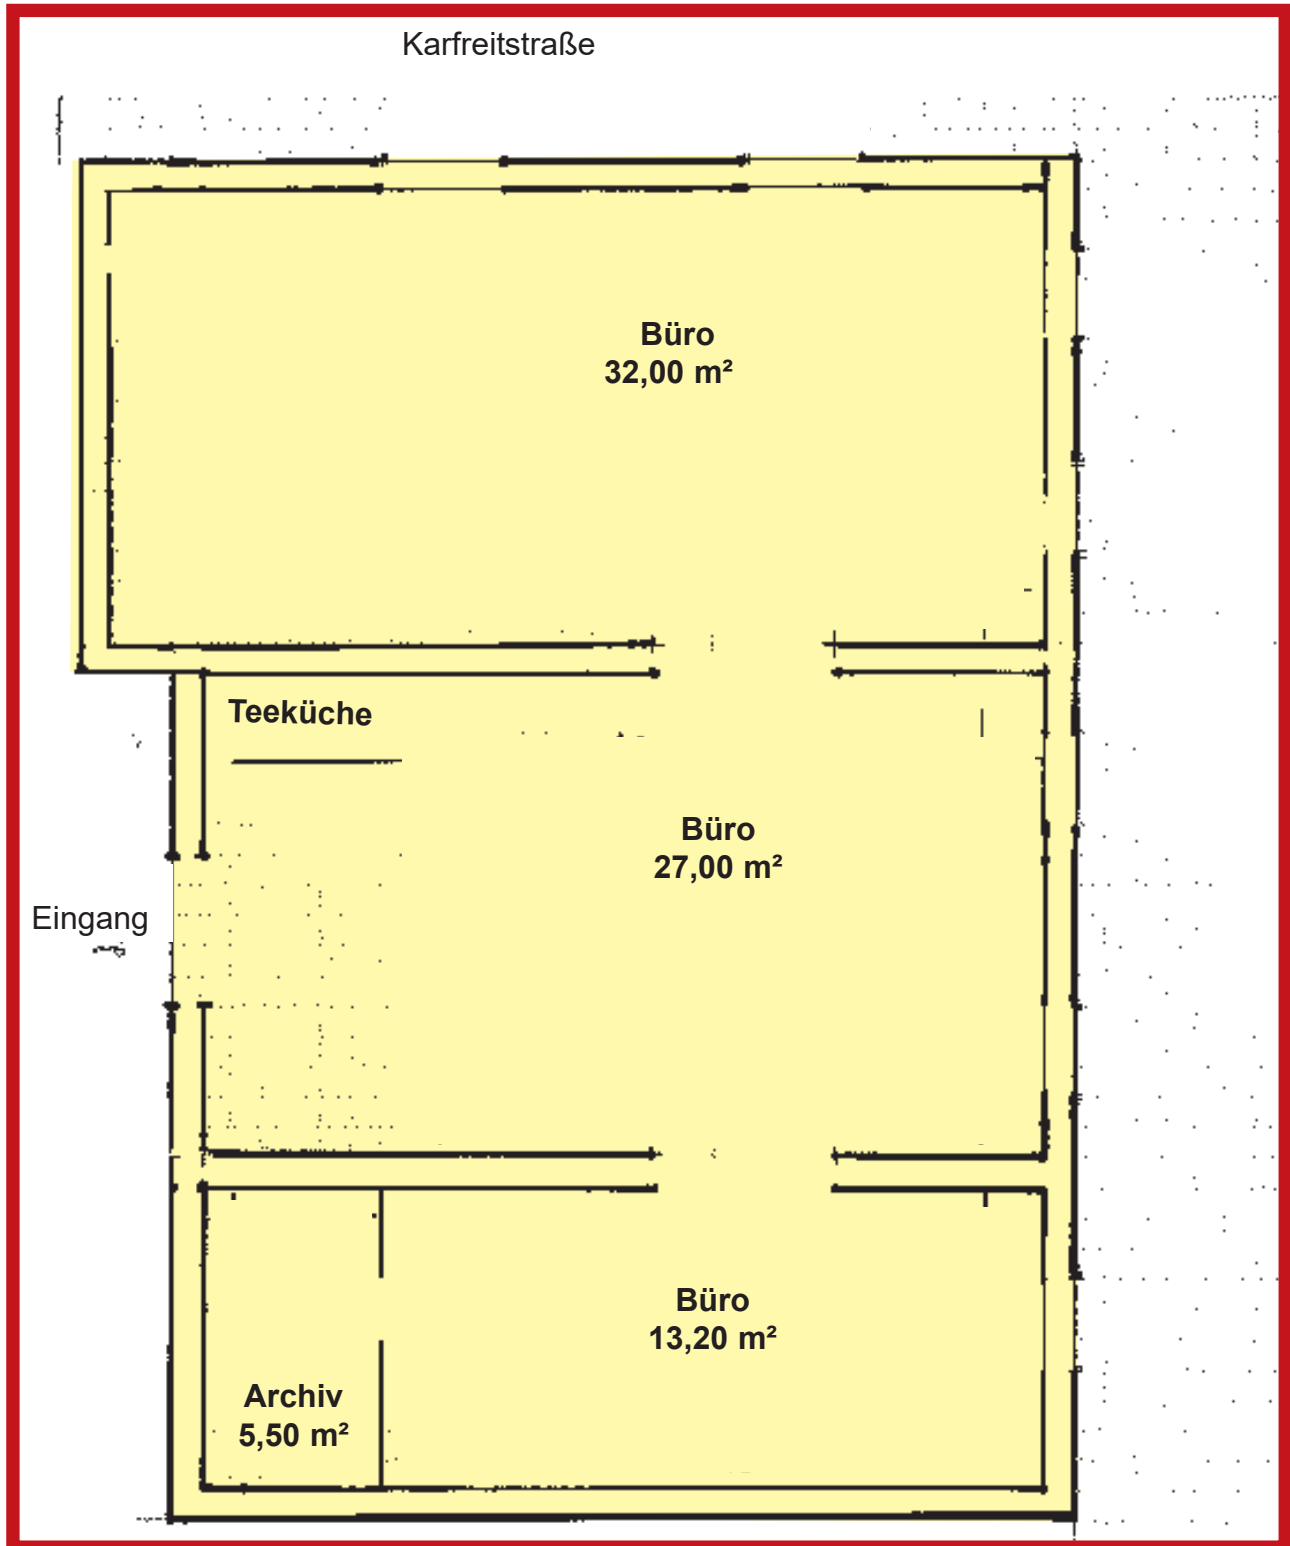 Karfreitstraße
Büro
32,00 m²
Teeküche
Büro
27,00 m²
Eingang
Büro
13,20 m²
Archiv
5,50 m²